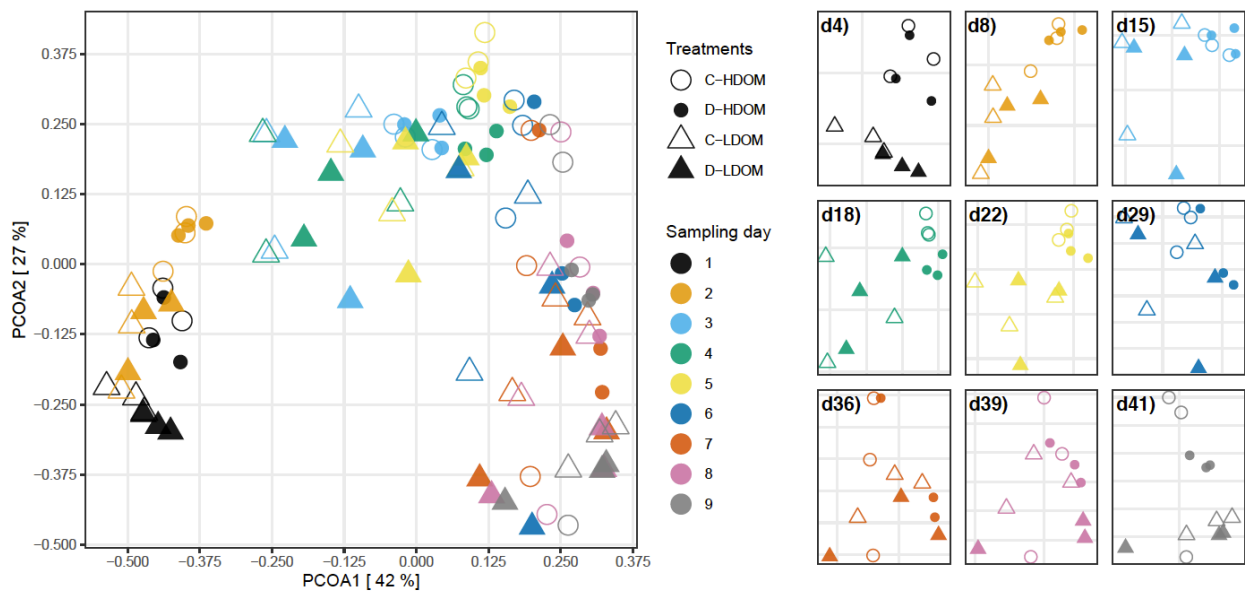 PCOA2 [ 27 % ]
0.375
0.250
0.125
0.000
−0.125
−0.250
−0.375
−0.500
−0.500
−0.375
−0.250
−0.125
0.000
0.125
0.250
0.375
PCOA1 [ 42 % ]
Treatments
C−HDOM
D−HDOM
C−LDOM
D−LDOM
Sampling day
1
2
3
4
5
6
7
8
9
d4)
d8)
d15)
d18)
d22)
d29)
d36)
d39)
d41)